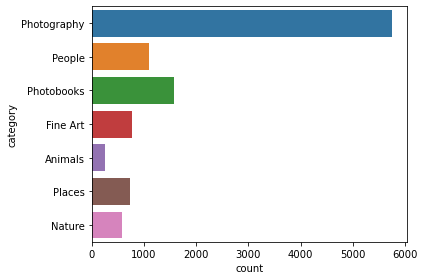 Photography
People
Photobooks
Fine Art
Animals
Places
Nature
category
0 1000 2000 3000 4000 5000 6000
count